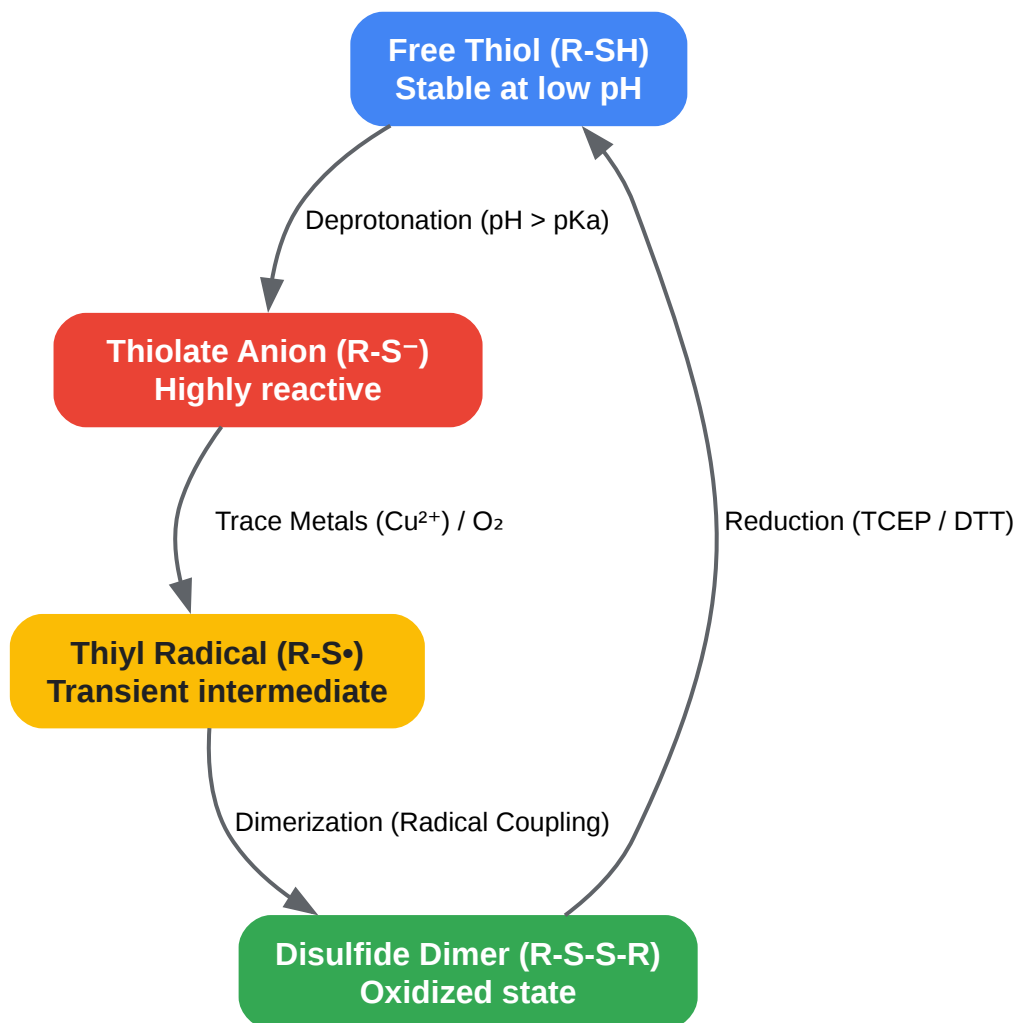 Free Thiol (R-SH)
Stable at low pH
Deprotonation (pH > pKa)
Thiolate Anion (R-S⁻)
Highly reactive
Trace Metals (Cu²⁺) / O₂
Reduction (TCEP / DTT)
Thiyl Radical (R-S•)
Transient intermediate
Dimerization (Radical Coupling)
Disulfide Dimer (R-S-S-R)
Oxidized state